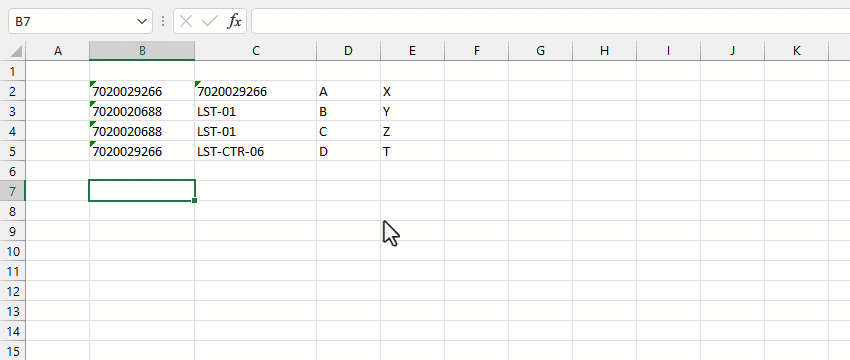 B7 fx
A B C D E F G H I J K
1
2 7020029266 7020029266 A X
3 7020020688 LST-01 B Y
4 7020020688 LST-01 C Z
5 7020029266 LST-CTR-06 D T
6
7
8
9
10
11
12
13
14
15